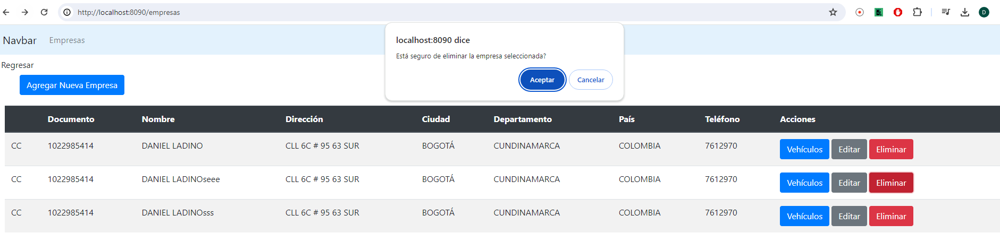 http://localhost:8090/empresas
D
Navbar Empresas
localhost:8090 dice
Está seguro de eliminar la empresa seleccionada?
Aceptar Cancelar
Regresar
Agregar Nueva Empresa
Documento Nombre Dirección Ciudad Departamento País Teléfono Acciones
CC 1022985414 DANIEL LADINO CLL 6C # 95 63 SUR BOGOTÁ CUNDINAMARCA COLOMBIA 7612970 Vehículos Editar Eliminar
CC 1022985414 DANIEL LADINOseee CLL 6C # 95 63 SUR BOGOTÁ CUNDINAMARCA COLOMBIA 7612970 Vehículos Editar Eliminar
CC 1022985414 DANIEL LADINOsss CLL 6C # 95 63 SUR BOGOTÁ CUNDINAMARCA COLOMBIA 7612970 Vehículos Editar Eliminar